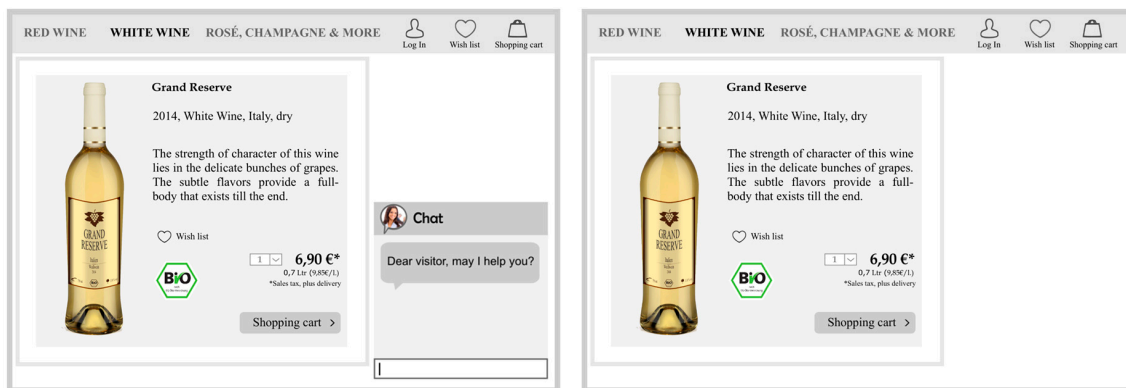 RED WINE WHITE WINE ROSÉ, CHAMPAGNE & MORE Log In Wish list Shopping cart
Grand Reserve
2014, White Wine, Italy, dry
The strength of character of this wine
lies in the delicate bunches of grapes.
The subtle flavors provide a full-
body that exists till the end.
Wish list
1 6,90 €*
0,7 Ltr (9,85€/L)
*Sales tax, plus delivery
Shopping cart >
GRAND
RESERVE
BiO
Chat
Dear visitor, may I help you?
RED WINE WHITE WINE ROSÉ, CHAMPAGNE & MORE Log In Wish list Shopping cart
Grand Reserve
2014, White Wine, Italy, dry
The strength of character of this wine
lies in the delicate bunches of grapes.
The subtle flavors provide a full-
body that exists till the end.
Wish list
1 6,90 €*
0,7 Ltr (9,85€/L)
*Sales tax, plus delivery
Shopping cart >
GRAND
RESERVE
BiO